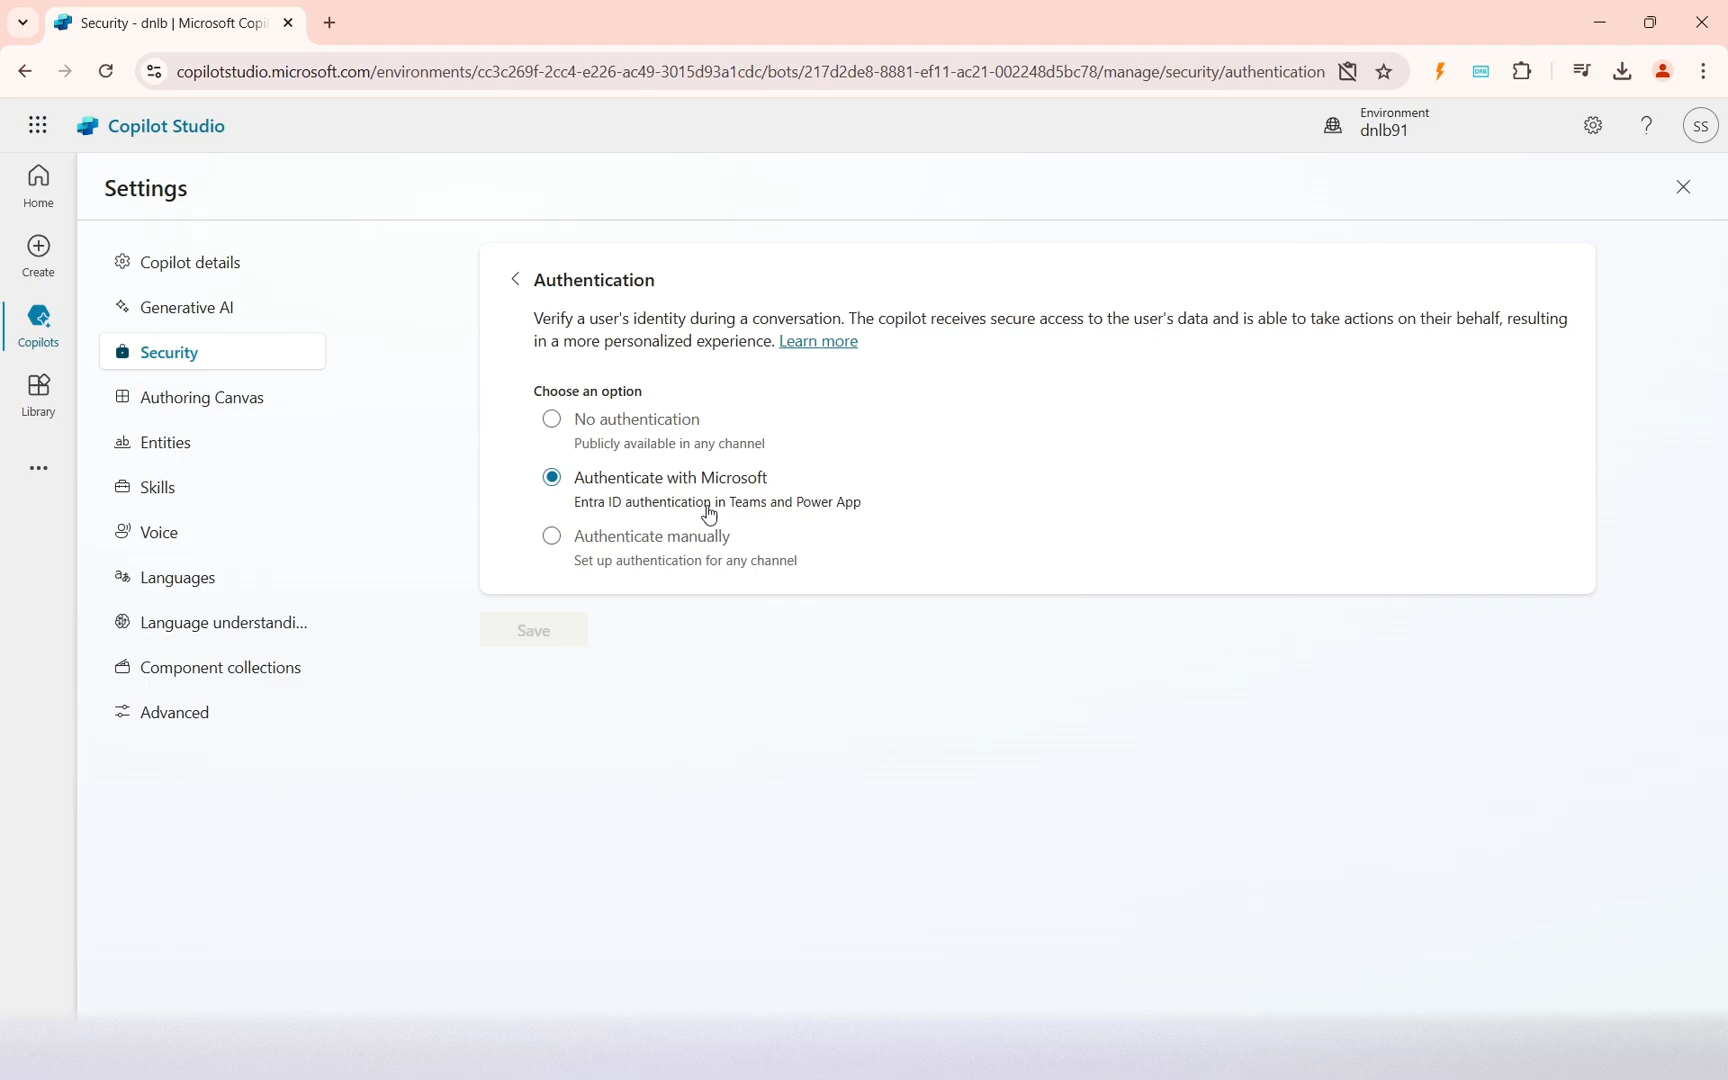 Security - dnlb | Microsoft Copi
copilotstudio.microsoft.com/environments/cc3c269f-2cc4-e226-ac49-3015d93a1cdc/bots/217d2de8-8881-ef11-ac21-002248d5bc78/manage/security/authentication
DRB
Copilot Studio
Environment
dnlb91
SS
Home
Create
Copilots
Library
Settings
Copilot details
Generative AI
Security
Authoring Canvas
Entities
Skills
Voice
Languages
Language understandi...
Component collections
Advanced
Authentication
Verify a user's identity during a conversation. The copilot receives secure access to the user's data and is able to take actions on their behalf, resulting
in a more personalized experience. Learn more
Choose an option
No authentication
Publicly available in any channel
Authenticate with Microsoft
Entra ID authentication in Teams and Power App
Authenticate manually
Set up authentication for any channel
Save